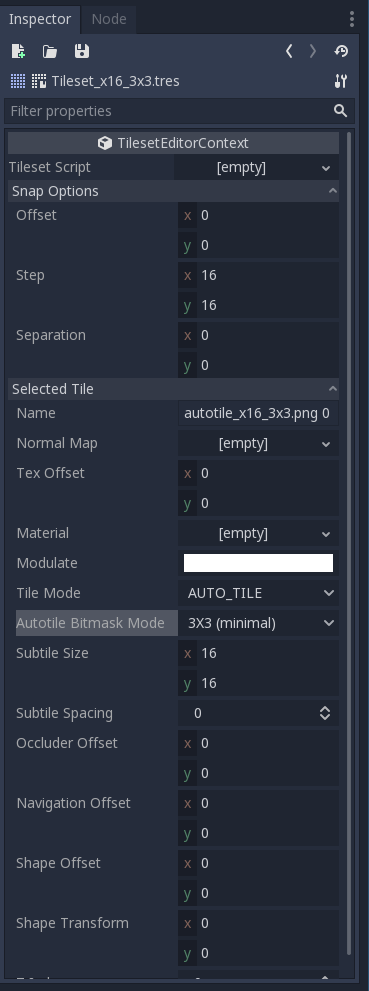 Inspector Node
Tileset_x16_3x3.tres
Filter properties
TilesetEditorContext
Tileset Script [empty]
Snap Options
Offset x 0
y 0
Step x 16
y 16
Separation x 0
y 0
Selected Tile
Name autotile_x16_3x3.png 0
Normal Map [empty]
Tex Offset x 0
y 0
Material [empty]
Modulate
Tile Mode AUTO_TILE
Autotile Bitmask Mode 3X3 (minimal)
Subtile Size x 16
y 16
Subtile Spacing 0
Occluder Offset x 0
y 0
Navigation Offset x 0
y 0
Shape Offset x 0
y 0
Shape Transform x 0
y 0